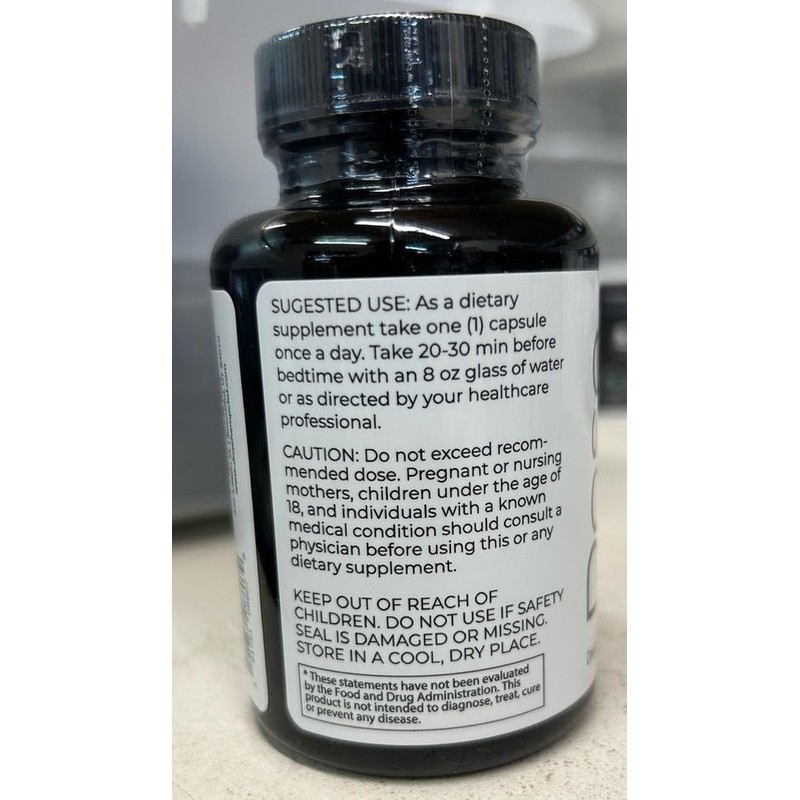 SUGESTED USE: As a dietary
supplement take one (1) capsule
once a day. Take 20-30 min before
bedtime with an 8 oz glass of water
or as directed by your healthcare
professional.
CAUTION: Do not exceed recom-
mended dose. Pregnant or nursing
mothers, children under the age of
18, and individuals with a known
medical condition should consult a
physician before using this or any
dietary supplement.
KEEP OUT OF REACH OF
CHILDREN. DO NOT USE IF SAFETY
SEAL IS DAMAGED OR MISSING.
STORE IN A COOL, DRY PLACE.
* These statements have not been evaluated
by the Food and Drug Administration. This
product is not intended to diagnose, treat, cure
or prevent any disease.